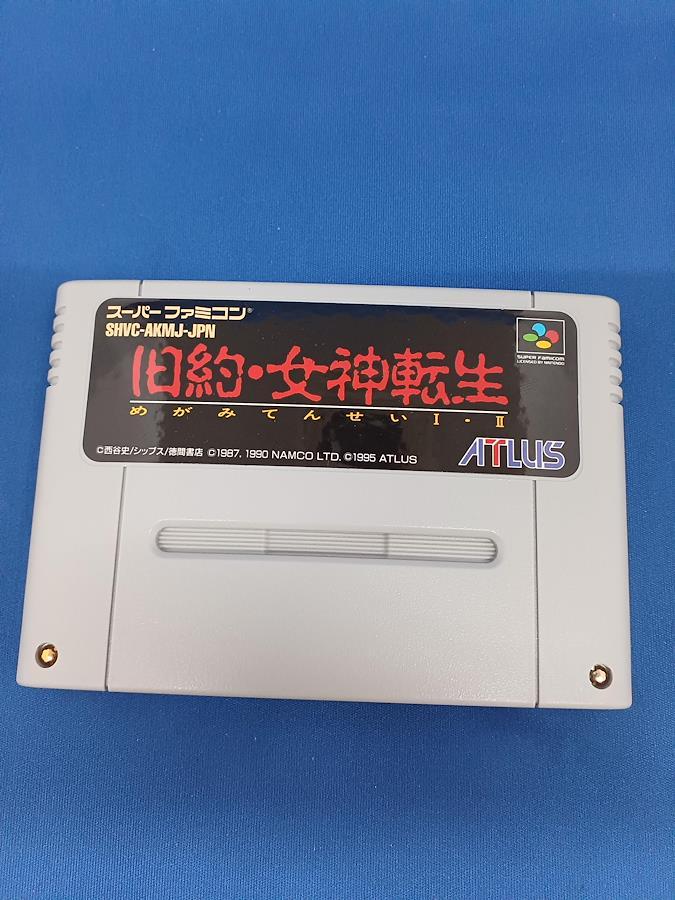 スーパーファミコン®
SHVC-AKMJ-JPN
旧約・女神転生
めがみてんせいI・II
SUPER FAMICOM
LICENSED BY NINTENDO
©西谷史/シップス/徳間書店 ©1987, 1990 NAMCO LTD. ©1995 ATLUS
ATLUS